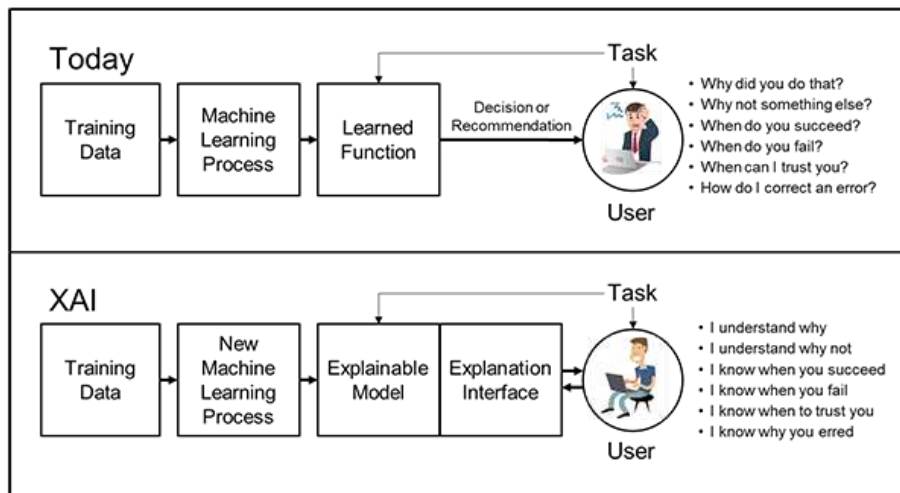 Today
Training
Data
Machine
Learning
Process
Learned
Function
Decision or
Recommendation
Task
User
• Why did you do that?
• Why not something else?
• When do you succeed?
• When do you fail?
• When can I trust you?
• How do I correct an error?
XAI
Training
Data
New
Machine
Learning
Process
Explainable
Model
Explanation
Interface
Task
User
• I understand why
• I understand why not
• I know when you succeed
• I know when you fail
• I know when to trust you
• I know why you erred